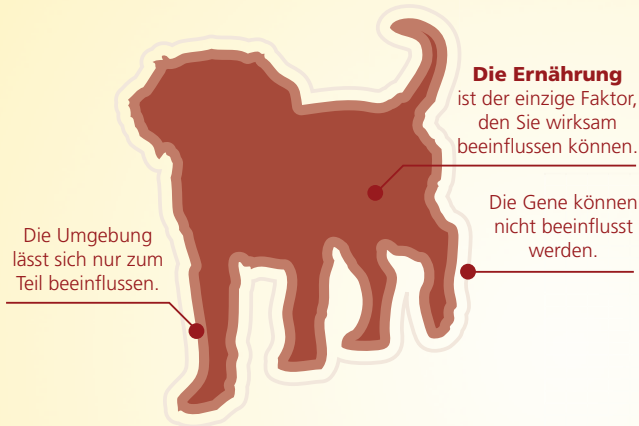 Die Ernährung
ist der einzige Faktor,
den Sie wirksam
beeinflussen können.
Die Gene können
nicht beeinflusst
werden.
Die Umgebung
lässt sich nur zum
Teil beeinflussen.